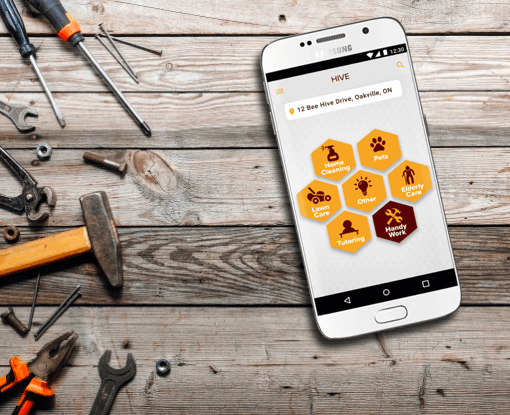 SAMSUNG
12:30
HIVE
12 Bee Hive Drive, Oakville, ON
Home
Cleaning
Pets
Lawn
Care
Other
Elderly
Care
Tutoring
Handy
Work